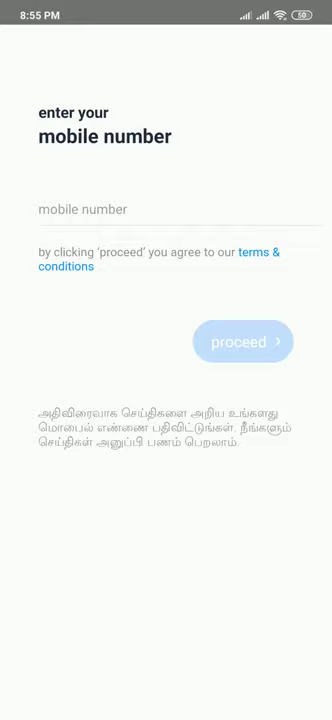 8:55 PM
50
enter your
mobile number
mobile number
by clicking 'proceed' you agree to our terms &
conditions
proceed
அதிவிரைவாக செய்திகளை அறிய உங்களது
மொபைல் எண்ணை பதிவிட்டுங்கள். நீங்களும்
செய்திகள் அனுப்பி பணம் பெறலாம்.